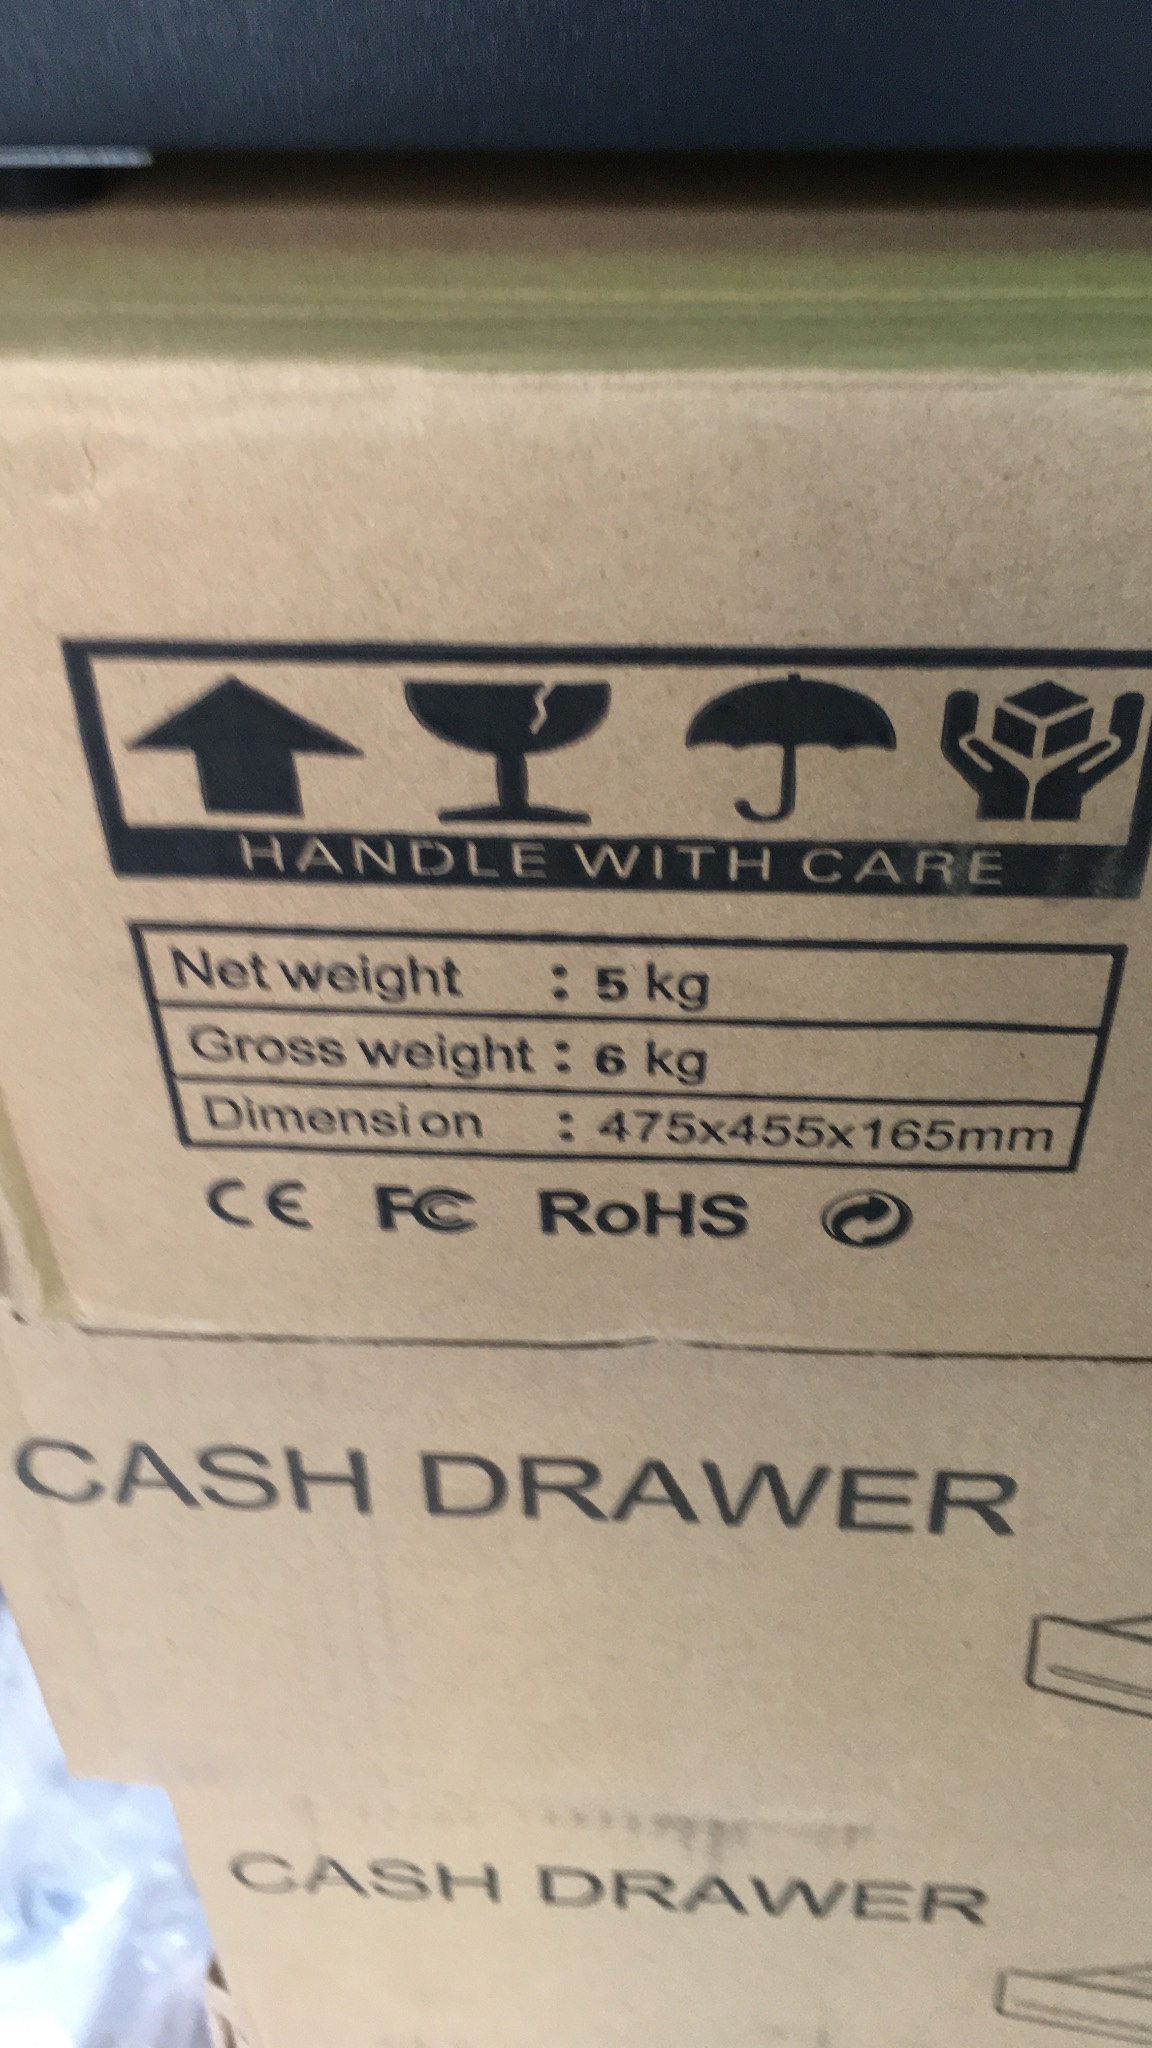 HANDLE WITH CARE
Net weight : 5 kg
Gross weight : 6 kg
Dimension : 475x455x165mm
CE FC RoHS
CASH DRAWER
CASH DRAWER